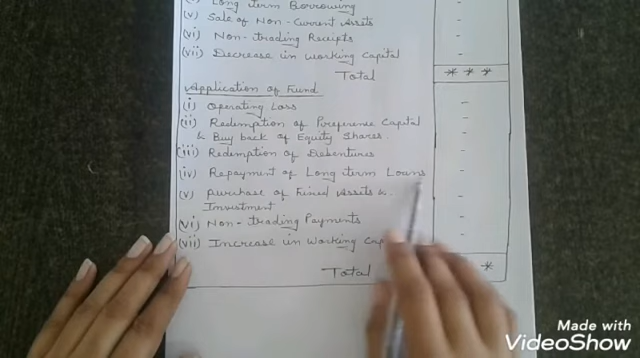 Long Term Borrowing
(v) Sale of Non-Current Assets
(vi) Non-trading Receipts
(vii) Decrease in working Capital
Total
* * *
Application of Fund
(i) Operating Loss
(ii) Redemption of Preference Capital
& Buy back of Equity Shares.
(iii) Redemption of Debentures
(iv) Repayment of Long term Loans
(v) Purchase of Fixed Assets &
Investment
(vi) Non-trading Payments
(vii) Increase in Working
Total
*
Made with
VideoShow